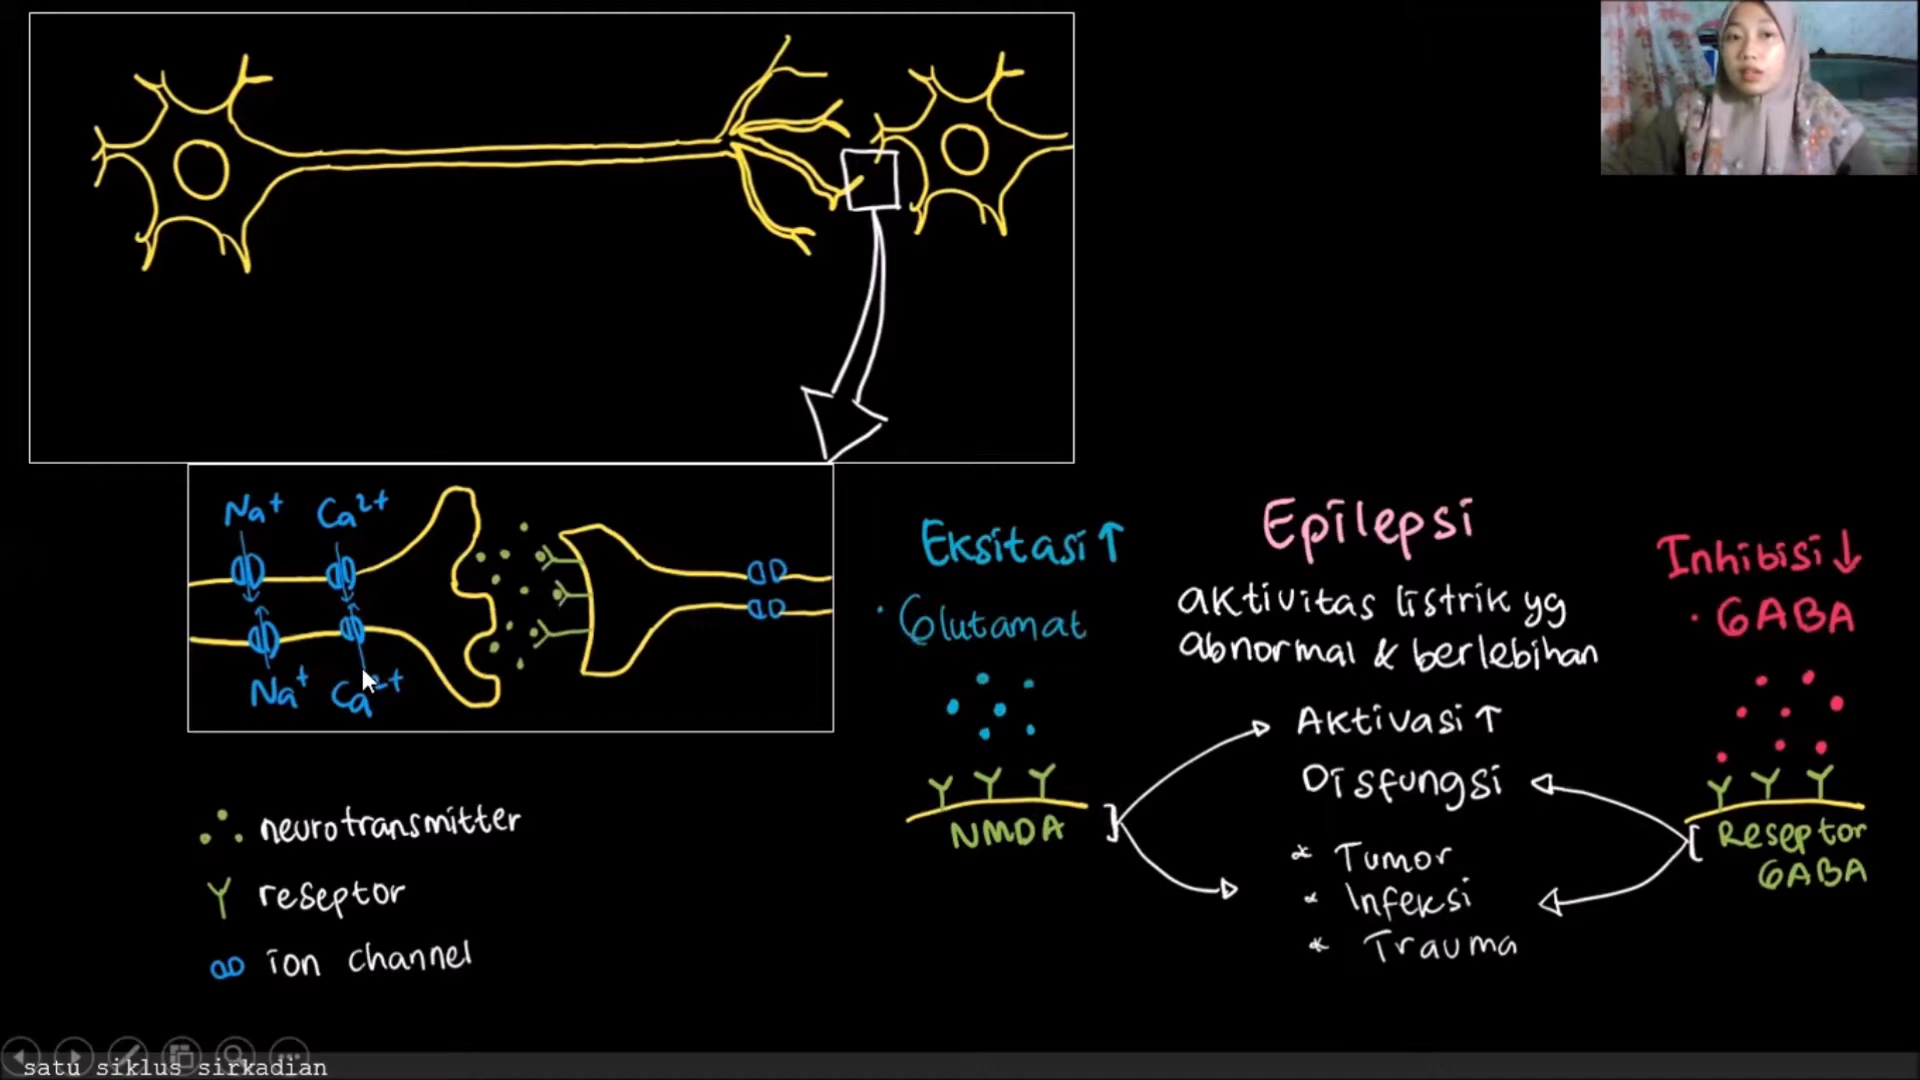 Na+ Ca2+
Na+ Ca2+
neurotransmitter
reseptor
ion channel
Eksitasi ↑
· Glutamat
NMDA
Epilepsi
aktivitas listrik yg
abnormal & berlebihan
Aktivasi ↑
Disfungsi
* Tumor
* Infeksi
* Trauma
Inhibisi ↓
· GABA
Reseptor
GABA
satu siklus sirkadian